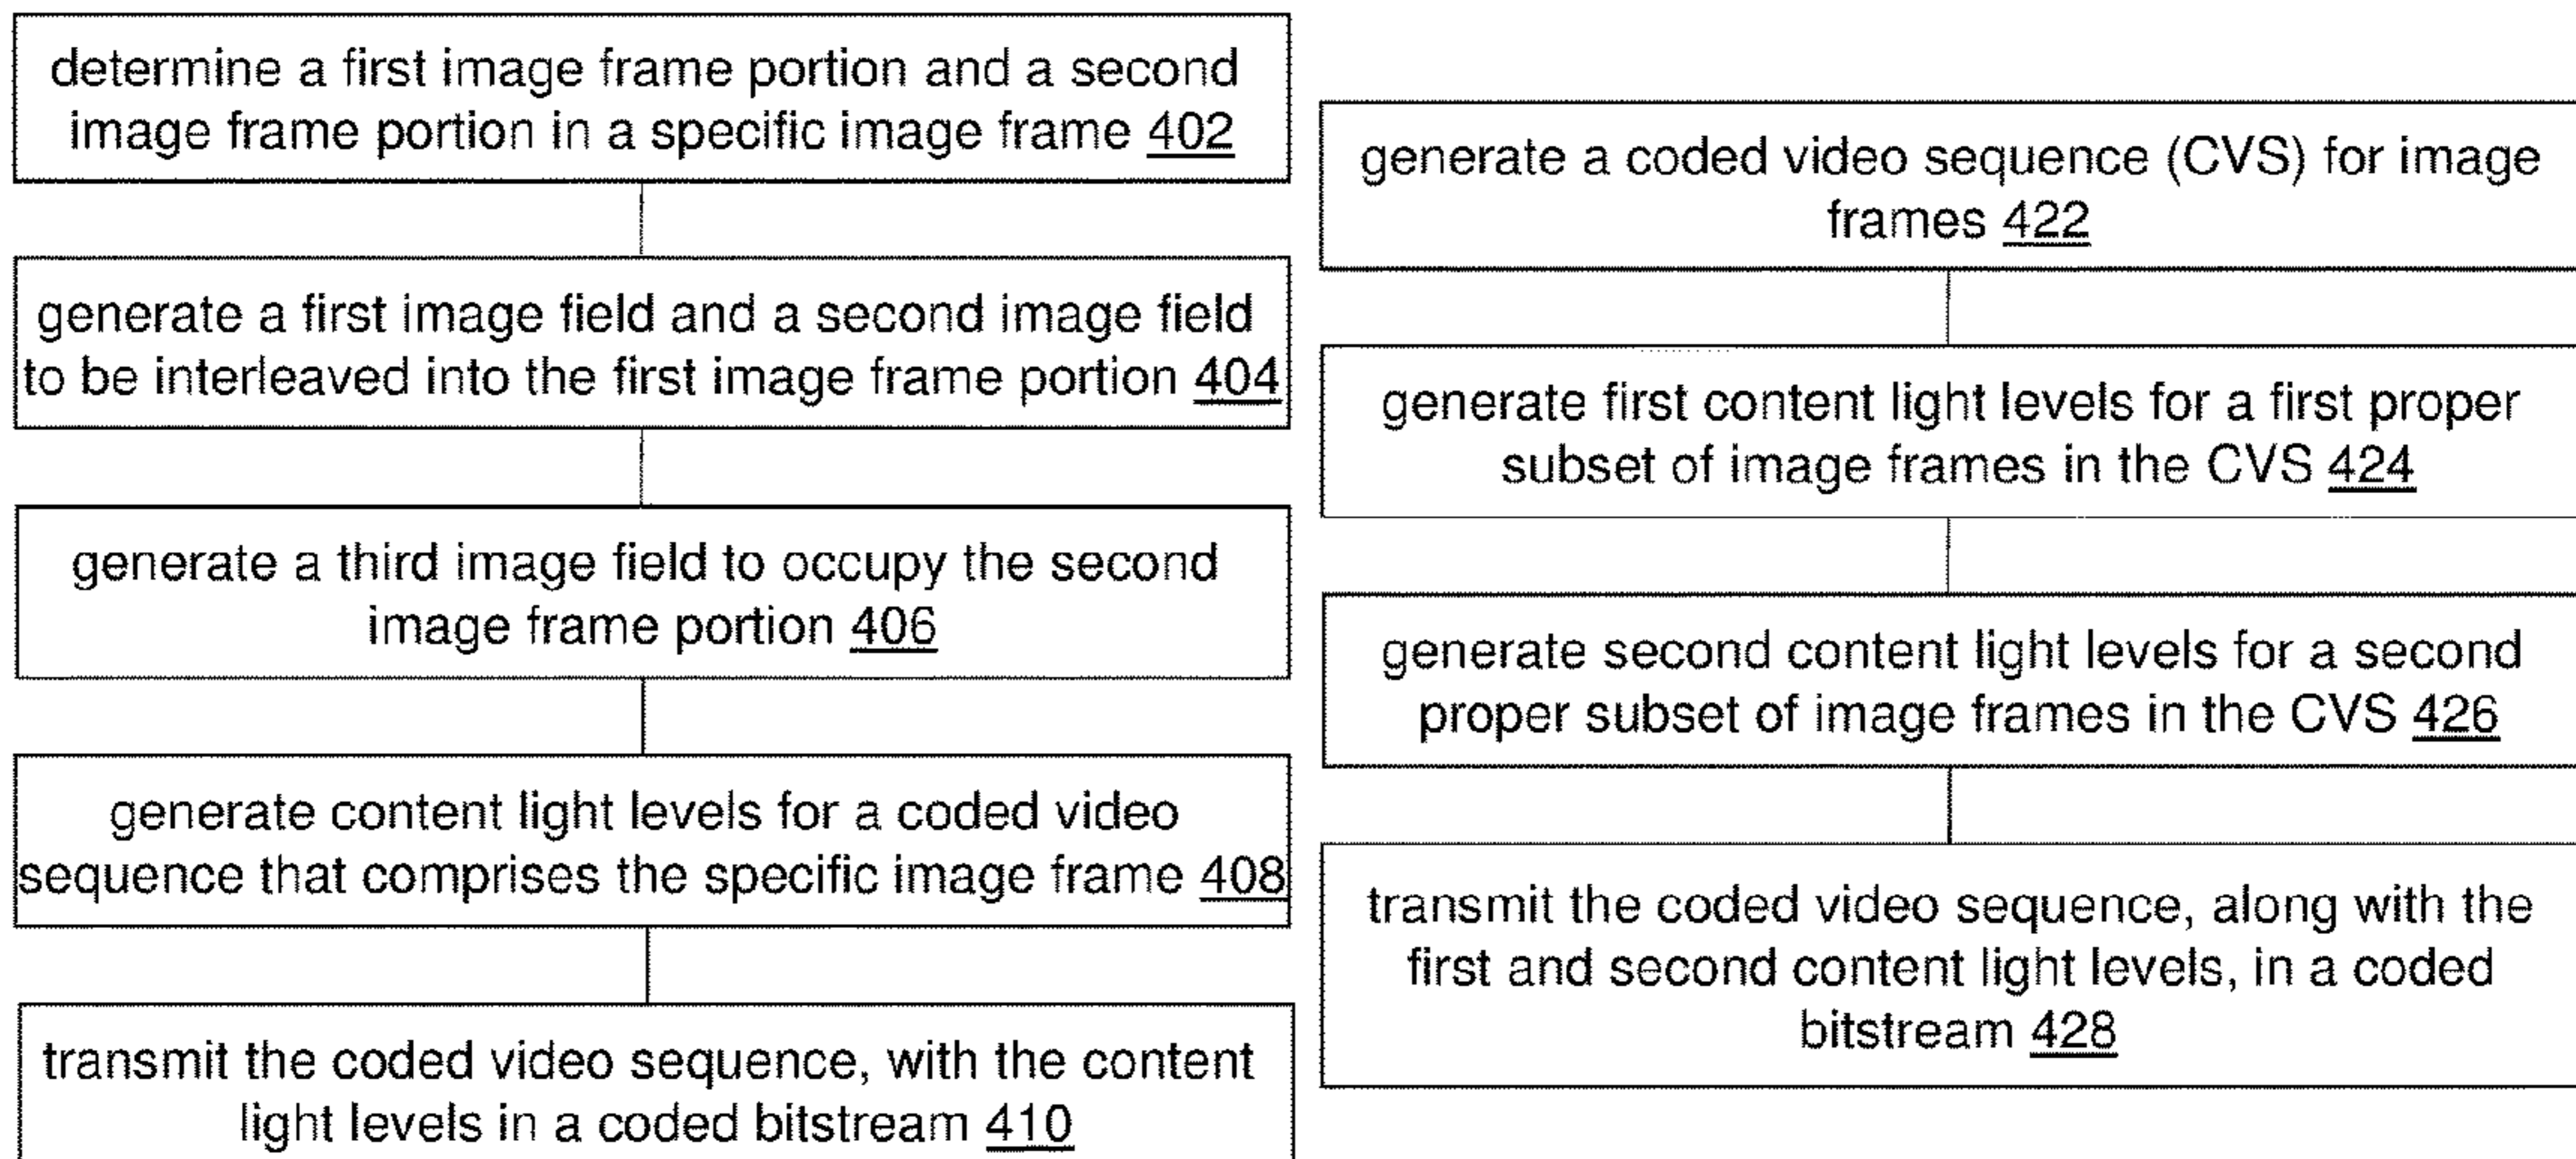 determine a first image frame portion and a second
image frame portion in a specific image frame 402
generate a first image field and a second image field
to be interleaved into the first image frame portion 404
generate a third image field to occupy the second
image frame portion 406
generate content light levels for a coded video
sequence that comprises the specific image frame 408
transmit the coded video sequence, with the content
light levels in a coded bitstream 410
generate a coded video sequence (CVS) for image
frames 422
generate first content light levels for a first proper
subset of image frames in the CVS 424
generate second content light levels for a second
proper subset of image frames in the CVS 426
transmit the coded video sequence, along with the
first and second content light levels, in a coded
bitstream 428